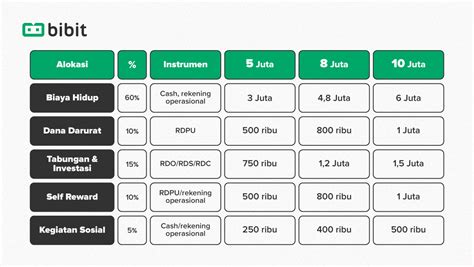 bibit
Alokasi % Instrumen 5 Juta 8 Juta 10 Juta
Biaya Hidup 60% Cash, rekening operasional 3 Juta 4,8 Juta 6 Juta
Dana Darurat 10% RDPU 500 ribu 800 ribu 1 Juta
Tabungan & Investasi 15% RDO/RDS/RDC 750 ribu 1,2 Juta 1,5 Juta
Self Reward 10% RDPU/rekening operasional 500 ribu 800 ribu 1 Juta
Kegiatan Sosial 5% Cash/rekening operasional 250 ribu 400 ribu 500 ribu